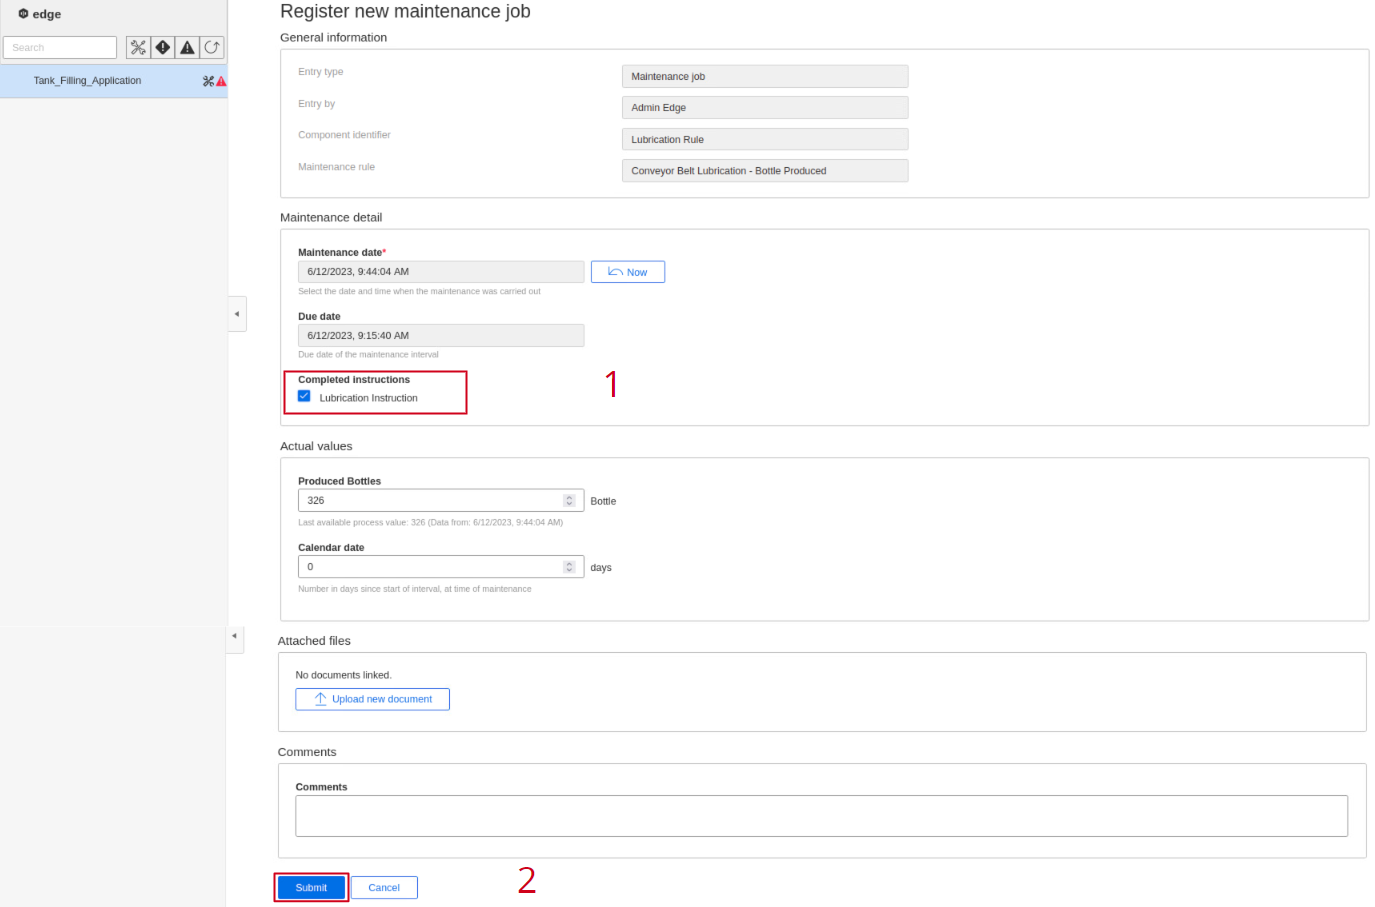 edge
Search
Tank_Filling_Application
Register new maintenance job
General information
Entry type
Maintenance job
Entry by
Admin Edge
Component identifier
Lubrication Rule
Maintenance rule
Conveyor Belt Lubrication - Bottle Produced
Maintenance detail
Maintenance date*
6/12/2023, 9:44:04 AM
Now
Select the date and time when the maintenance was carried out
Due date
6/12/2023, 9:15:40 AM
Due date of the maintenance interval
Completed instructions
Lubrication Instruction
1
Actual values
Produced Bottles
326
Bottle
Last available process value: 326 (Data from: 6/12/2023, 9:44:04 AM)
Calendar date
0
days
Number in days since start of interval, at time of maintenance
Attached files
No documents linked.
Upload new document
Comments
Comments
2
Submit
Cancel